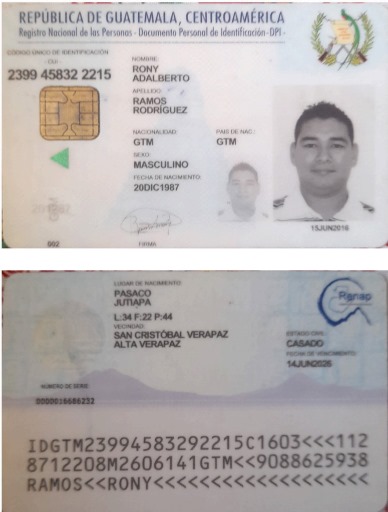 REPÚBLICA DE GUATEMALA, CENTROAMÉRICA
Registro Nacional de las Personas - Documento Personal de Identificación -DPI-
CÓDIGO ÚNICO DE IDENTIFICACIÓN
- CUI -
2399 45832 2215
NOMBRE:
RONY
ADALBERTO
APELLIDO:
RAMOS
RODRÍGUEZ
NACIONALIDAD:
GTM
PAIS DE NAC.:
GTM
SEXO:
MASCULINO
FECHA DE NACIMIENTO:
20DIC1987
15JUN2016
002
FIRMA
LUGAR DE NACIMIENTO
PASACO
JUTIAPA
L:34 F:22 P:44
VECINDAD:
SAN CRISTÓBAL VERAPAZ
ALTA VERAPAZ
Renap
ESTADO CIVIL
CASADO
FECHA DE VENCIMIENTO:
14JUN2026
NUMERO DE SERIE:
0000016686232
IDGTM23994583292215C1603<<<112
8712208M2606141GTM<<9088625938
RAMOS<<RONY<<<<<<<<<<<<<<<<<<<